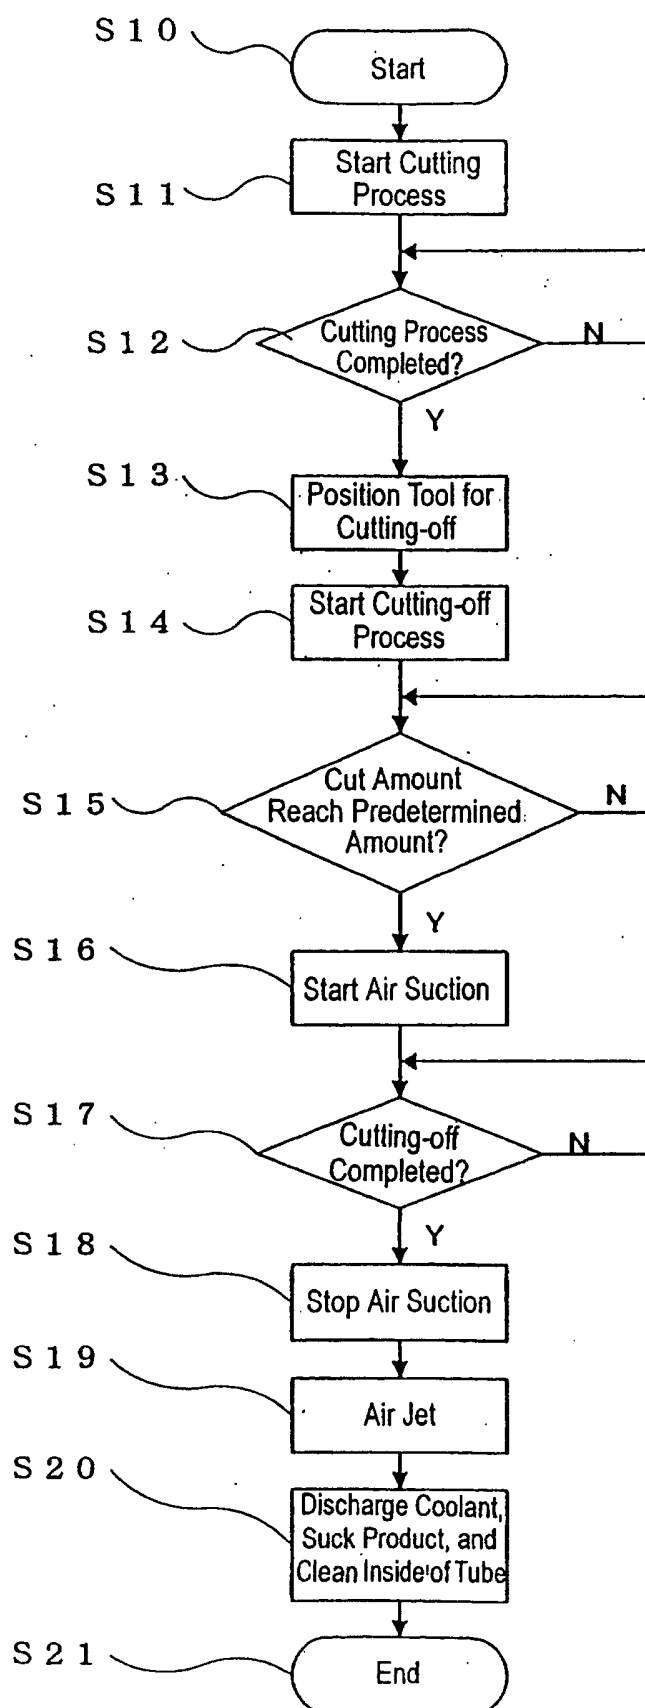 S10
Start
S11
Start Cutting
Process
S12
Cutting Process
Completed?
N
Y
S13
Position Tool for
Cutting-off
S14
Start Cutting-off
Process
S15
Cut Amount
Reach Predetermined
Amount?
N
Y
S16
Start Air Suction
S17
Cutting-off
Completed?
N
Y
S18
Stop Air Suction
S19
Air Jet
S20
Discharge Coolant,
Suck Product, and
Clean Inside of Tube
S21
End